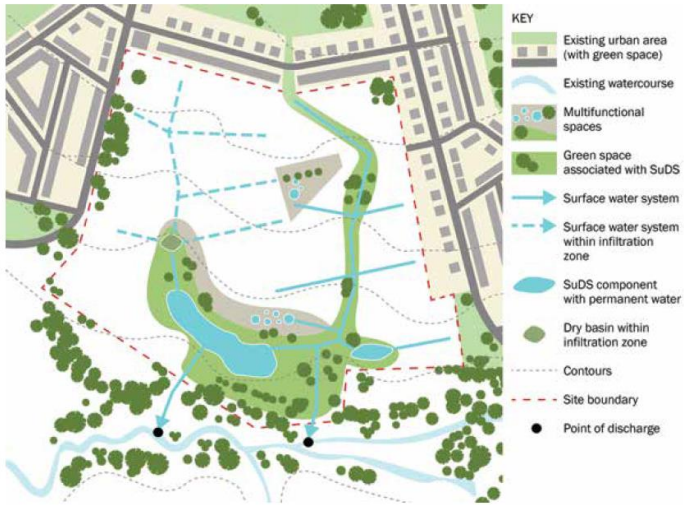 KEY
Existing urban area
(with green space)
Existing watercourse
Multifunctional
spaces
Green space
associated with SuDS
Surface water system
Surface water system
within infiltration
zone
SuDS component
with permanent water
Dry basin within
infiltration zone
Contours
Site boundary
Point of discharge